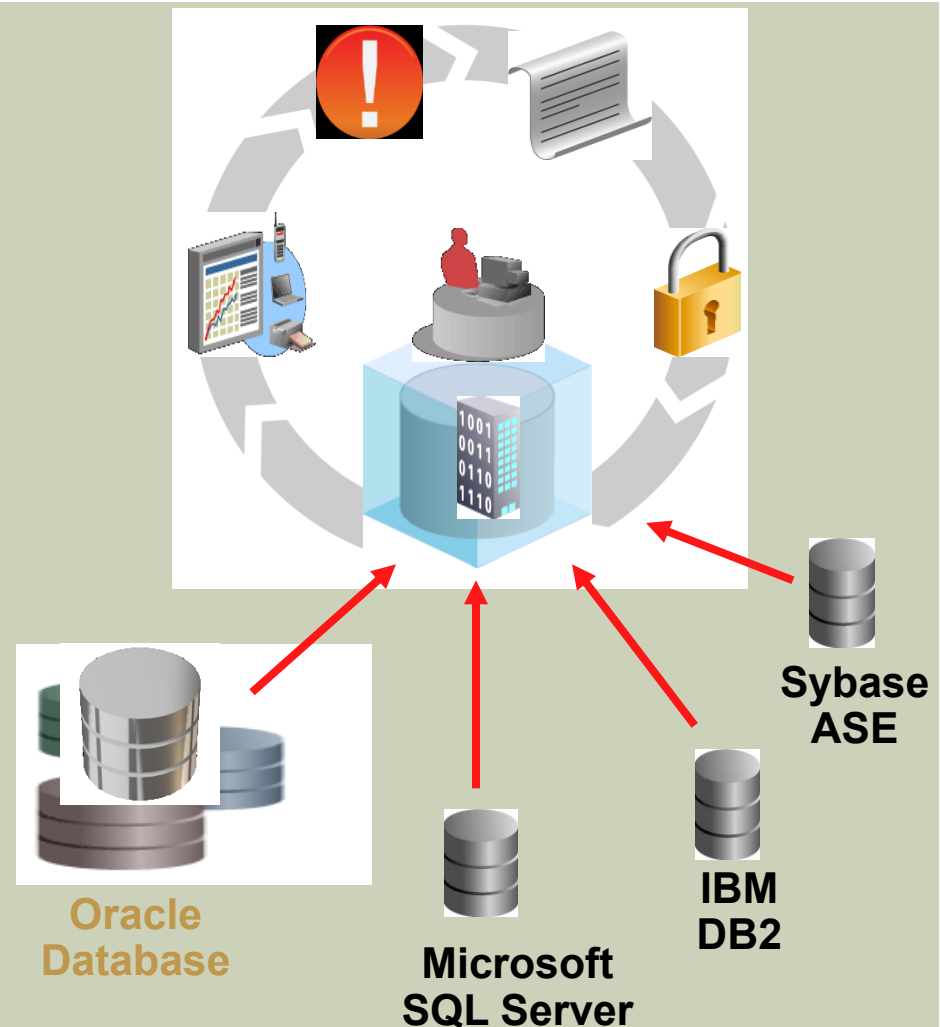 !
1001
0011
0110
1110
Sybase
ASE
IBM
DB2
Oracle
Database
Microsoft
SQL Server